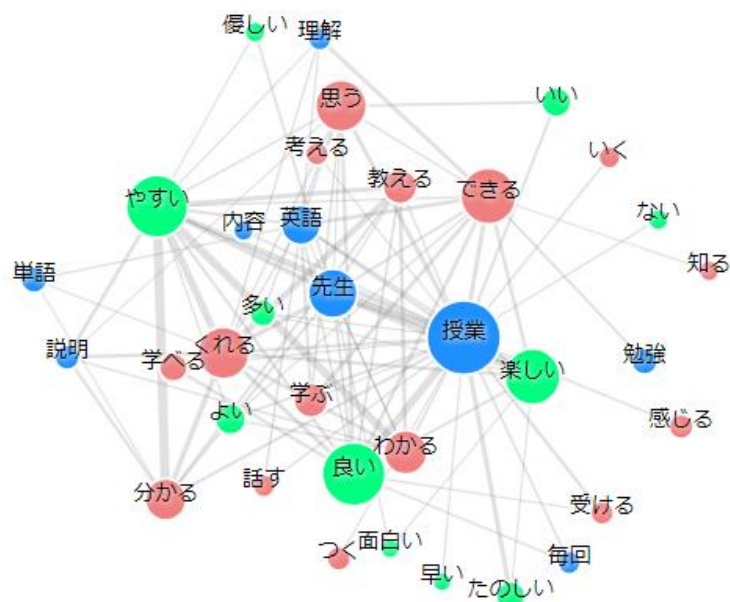 優しい
理解
思う
いい
考える
いく
教える
できる
やすい
ない
内容
英語
知る
単語
先生
多い
授業
説明
くれる
学べる
勉強
楽しい
学ぶ
よい
感じる
わかる
良い
分かる
話す
受ける
つく
面白い
毎回
早い
たのしい